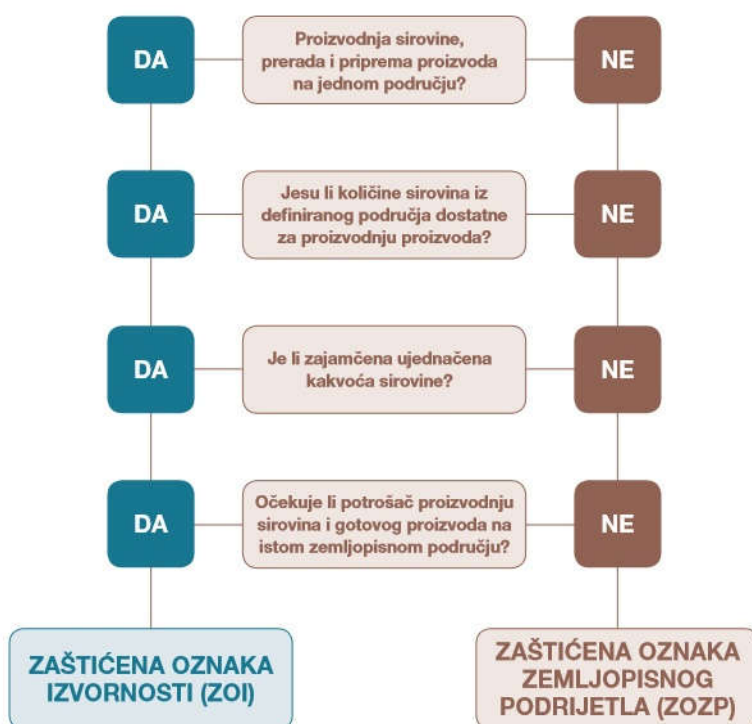 DA
Proizvodnja sirovine,
prerada i priprema proizvoda
na jednom području?
NE
DA
Jesu li količine sirovina iz
definiranog područja dostatne
za proizvodnju proizvoda?
NE
DA
Je li zajamčena ujednačena
kakvoća sirovine?
NE
DA
Očekuje li potrošač proizvodnju
sirovina i gotovog proizvoda na
istom zemljopisnom području?
NE
ZAŠTIĆENA OZNAKA
IZVORNOSTI (ZOI)
ZAŠTIĆENA OZNAKA
ZEMLJOPISNOG
PODRIJETLA (ZOZP)